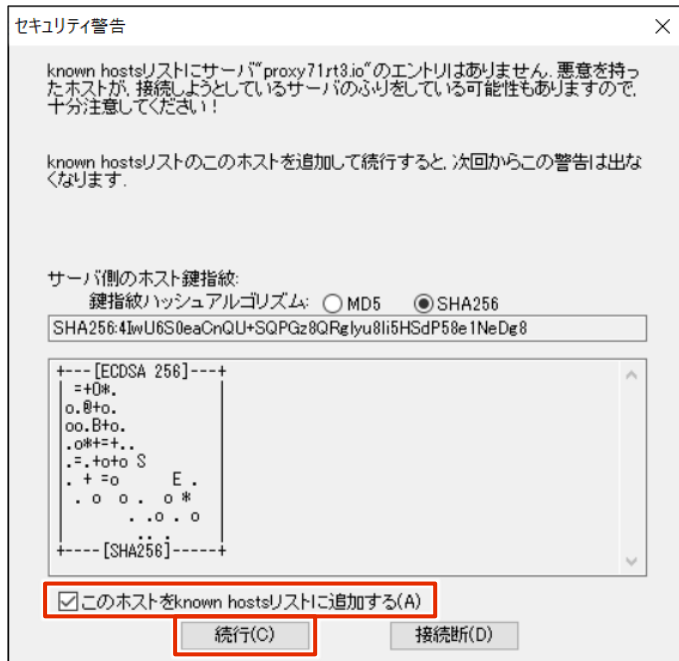 セキュリティ警告
known hostsリストにサーバ"proxy71rt3.io"のエントリはありません. 悪意を持っ
たホストが, 接続しようとしているサーバのふりをしている可能性もありますので,
十分注意してください!
known hostsリストのこのホストを追加して続行すると, 次回からこの警告は出な
くなります.
サーバ側のホスト鍵指紋:
鍵指紋ハッシュアルゴリズム: MD5 SHA256
SHA256:4IwU6S0eaCnQU+SQPGz8QRgIyu8Ii5HSdP58e1NeDg8
+---[ECDSA 256]---+
| =+O*.           |
|o.@+o.           |
|oo.B+o.          |
|.o*+=+..         |
|.=.+o+o S        |
|. + =o     E .   |
| . o  o .  o *   |
|      . .o . o   |
|       .. .      |
+----[SHA256]-----+
このホストをknown hostsリストに追加する(A)
続行(C) 接続断(D)